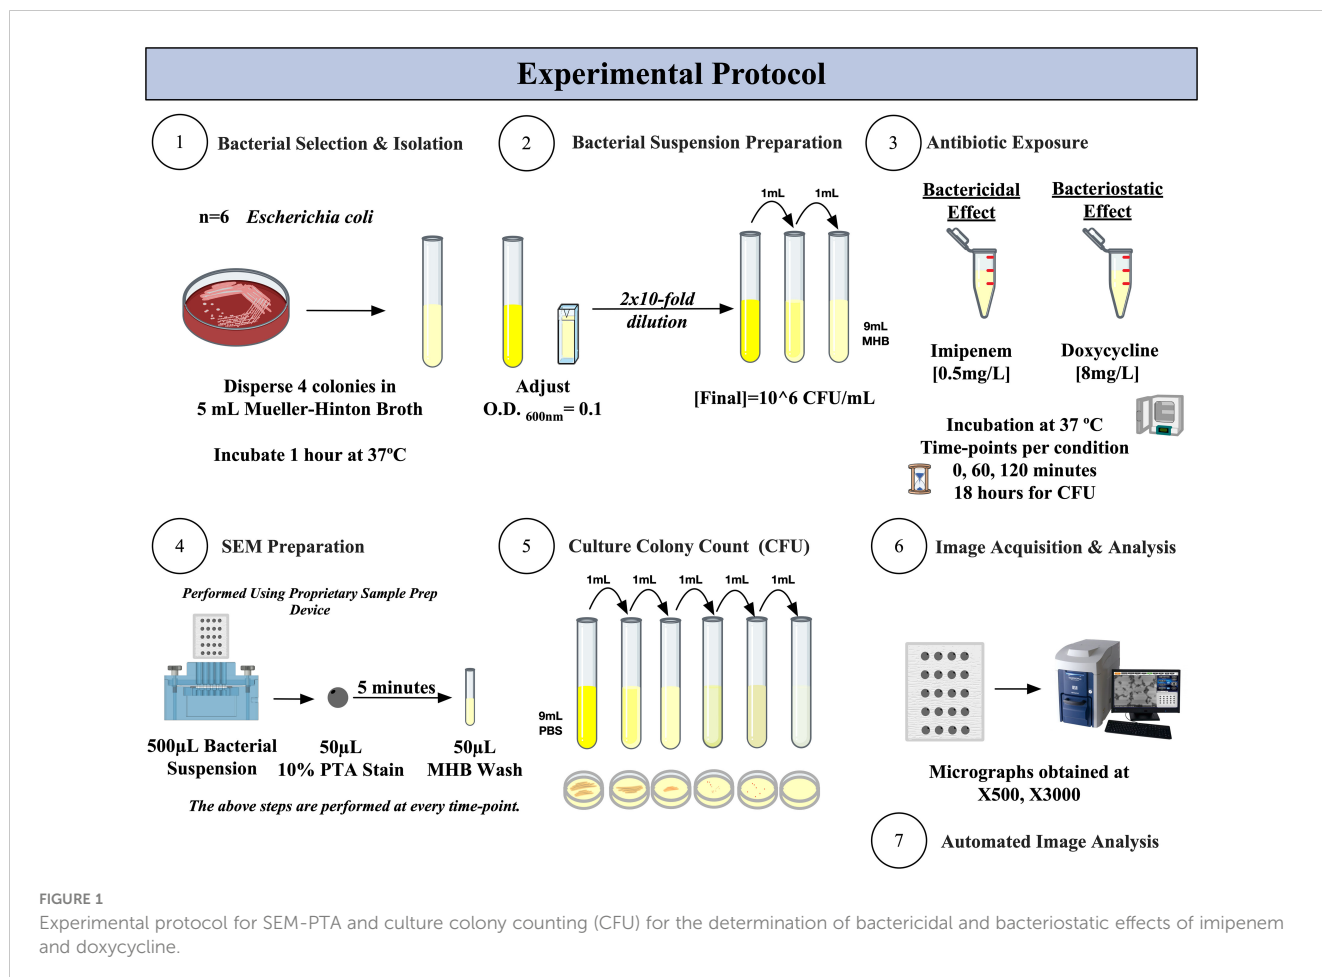 Experimental Protocol
1
Bacterial Selection & Isolation
n=6 Escherichia coli
Disperse 4 colonies in
5 mL Mueller-Hinton Broth
Incubate 1 hour at 37ºC
2
Bacterial Suspension Preparation
1mL
1mL
2x10-fold
dilution
9mL
MHB
Adjust
O.D. 600nm= 0.1
[Final]=10^6 CFU/mL
3
Antibiotic Exposure
Bactericidal
Effect
Bacteriostatic
Effect
Imipenem
[0.5mg/L]
Doxycycline
[8mg/L]
Incubation at 37 ºC
Time-points per condition
0, 60, 120 minutes
18 hours for CFU
4
SEM Preparation
Performed Using Proprietary Sample Prep
Device
5 minutes
500µL Bacterial
Suspension
50µL
10% PTA Stain
50µL
MHB Wash
The above steps are performed at every time-point.
5
Culture Colony Count (CFU)
1mL
1mL
1mL
1mL
1mL
9mL
PBS
6
Image Acquisition & Analysis
Micrographs obtained at
X500, X3000
7
Automated Image Analysis
FIGURE 1
Experimental protocol for SEM-PTA and culture colony counting (CFU) for the determination of bactericidal and bacteriostatic effects of imipenem
and doxycycline.